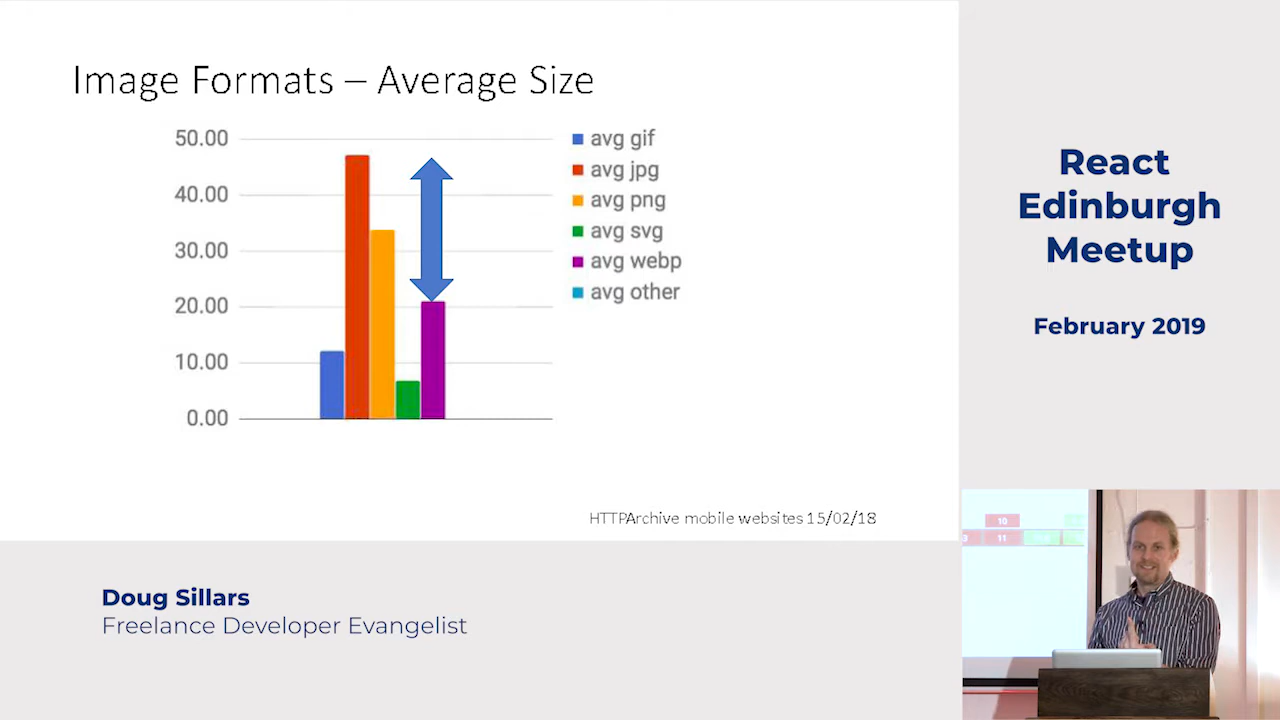 Image Formats – Average Size
50.00
40.00
30.00
20.00
10.00
0.00
avg gif
avg jpg
avg png
avg svg
avg webp
avg other
HTTPArchive mobile websites 15/02/18
React
Edinburgh
Meetup
February 2019
10
11
Doug Sillars
Freelance Developer Evangelist